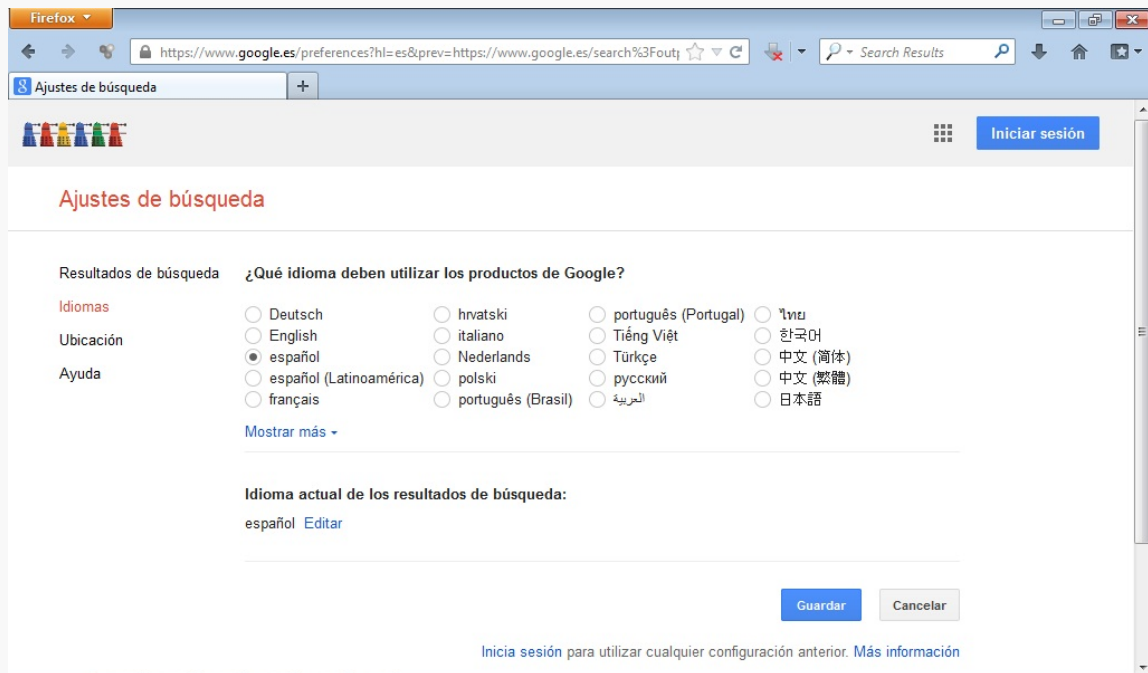 Firefox
https://www.google.es/preferences?hl=es&prev=https://www.google.es/search%3Foutp
Search Results
8 Ajustes de búsqueda
Iniciar sesión
Ajustes de búsqueda
Resultados de búsqueda
Idiomas
Ubicación
Ayuda
¿Qué idioma deben utilizar los productos de Google?
Deutsch hrvatski português (Portugal) ไทย
English italiano Tiếng Việt 한국어
español Nederlands Türkçe 中文 (简体)
español (Latinoamérica) polski русский 中文 (繁體)
français português (Brasil) العربية 日本語
Mostrar más
Idioma actual de los resultados de búsqueda:
español Editar
Guardar Cancelar
Inicia sesión para utilizar cualquier configuración anterior. Más información